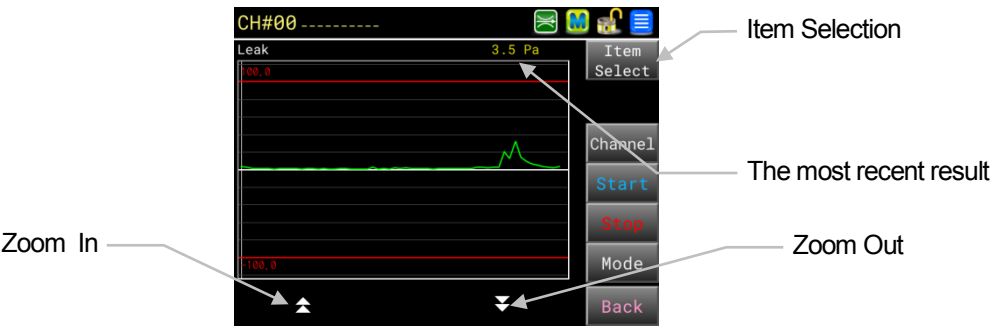 CH#00----------
M
Item Selection
Leak
3.5 Pa
Item
Select
100.0
Channel
The most recent result
Start
Stop
Zoom In
Zoom Out
-100.0
Mode
Back